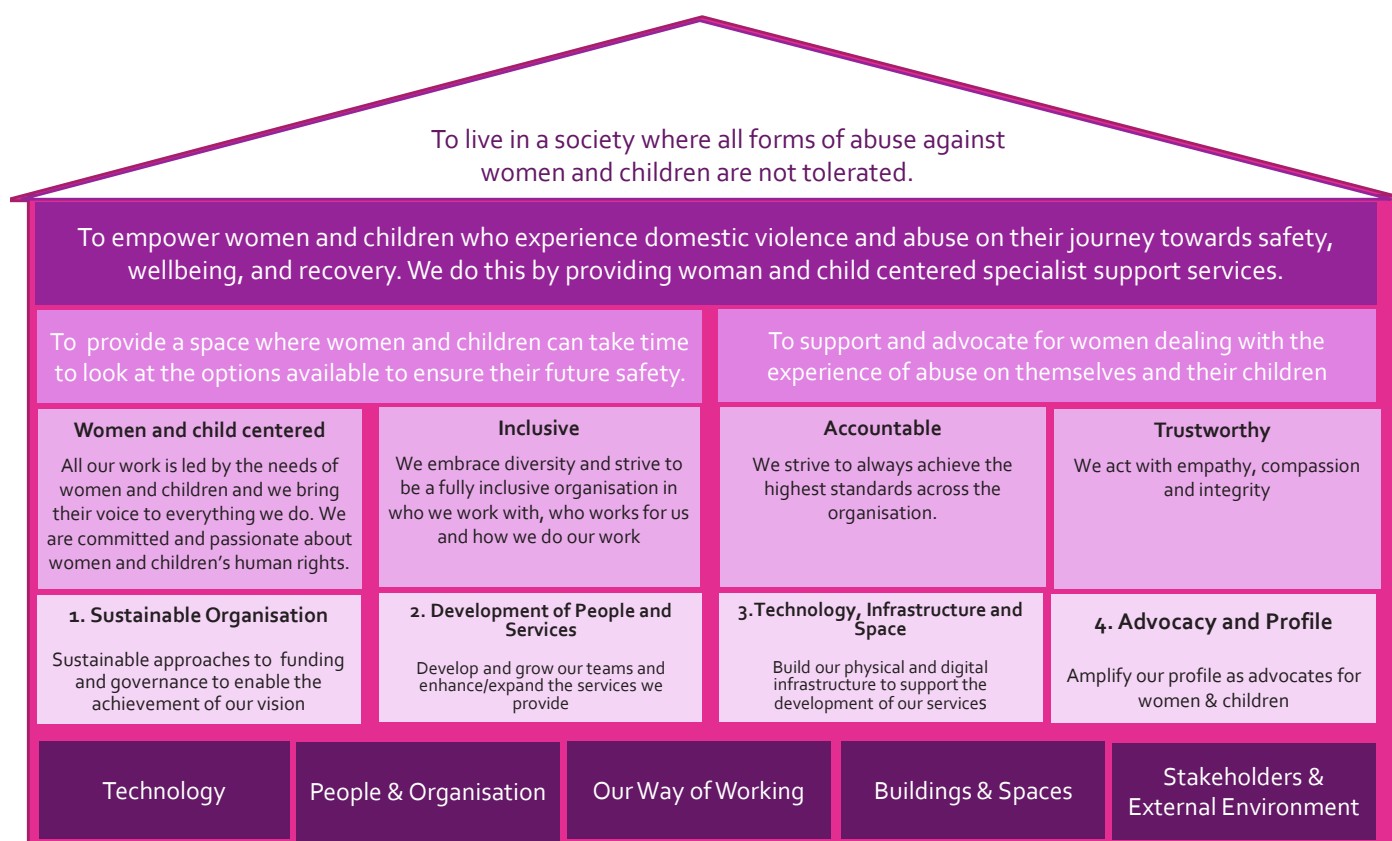 To live in a society where all forms of abuse against
women and children are not tolerated.
To empower women and children who experience domestic violence and abuse on their journey towards safety,
wellbeing, and recovery. We do this by providing woman and child centered specialist support services.
To provide a space where women and children can take time
to look at the options available to ensure their future safety.
To support and advocate for women dealing with the
experience of abuse on themselves and their children
Women and child centered
All our work is led by the needs of
women and children and we bring
their voice to everything we do. We
are committed and passionate about
women and children's human rights.
Inclusive
We embrace diversity and strive to
be a fully inclusive organisation in
who we work with, who works for us
and how we do our work
Accountable
We strive to always achieve the
highest standards across the
organisation.
Trustworthy
We act with empathy, compassion
and integrity
1. Sustainable Organisation
Sustainable approaches to funding
and governance to enable the
achievement of our vision
2. Development of People and
Services
Develop and grow our teams and
enhance/expand the services we
provide
3.Technology, Infrastructure and
Space
Build our physical and digital
infrastructure to support the
development of our services
4. Advocacy and Profile
Amplify our profile as advocates for
women & children
Technology
People & Organisation
Our Way of Working
Buildings & Spaces
Stakeholders &
External Environment